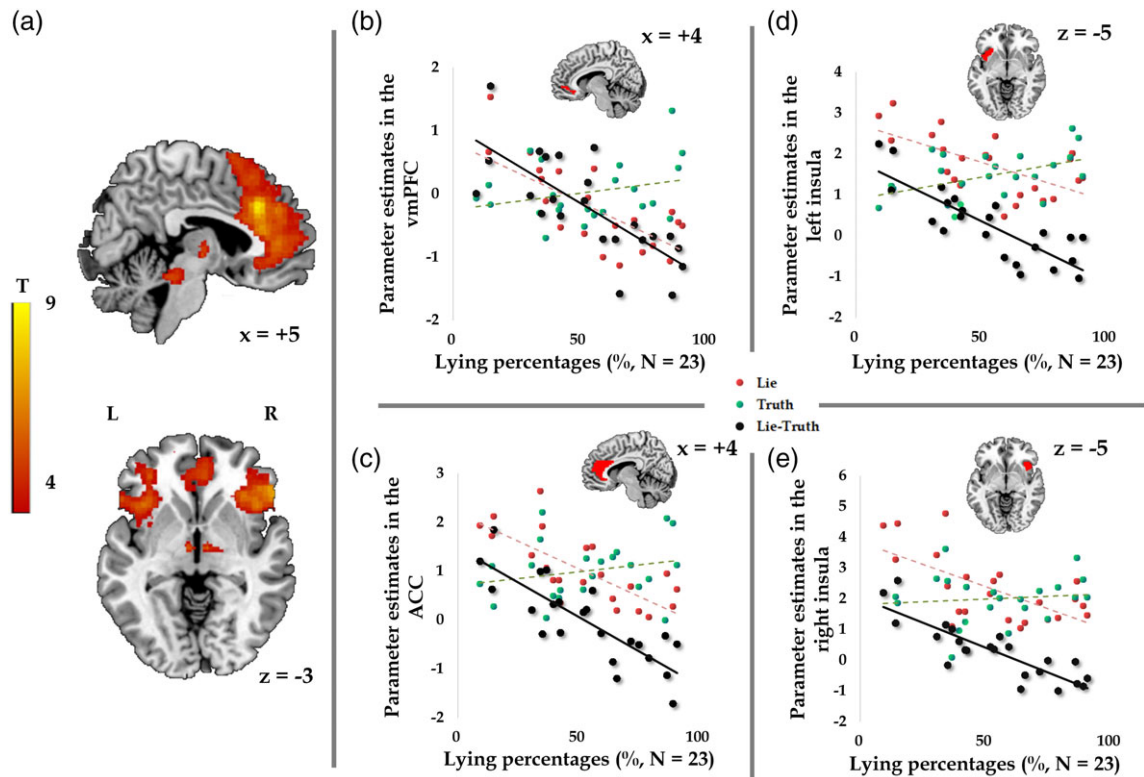 (a)
T
9
4
x = +5
L
R
z = -3
(b)
x = +4
Parameter estimates in the
vmPFC
2
1
0
-1
-2
0
50
100
Lying percentages (%, N = 23)
(d)
z = -5
Parameter estimates in the
left insula
4
3
2
1
0
-1
-2
0
50
100
Lying percentages (%, N = 23)
Lie
Truth
Lie-Truth
(c)
x = +4
Parameter estimates in the
ACC
3
2
1
0
-1
-2
0
50
100
Lying percentages (%, N = 23)
(e)
z = -5
Parameter estimates in the
right insula
6
5
4
3
2
1
0
-1
-2
0
50
100
Lying percentages (%, N = 23)